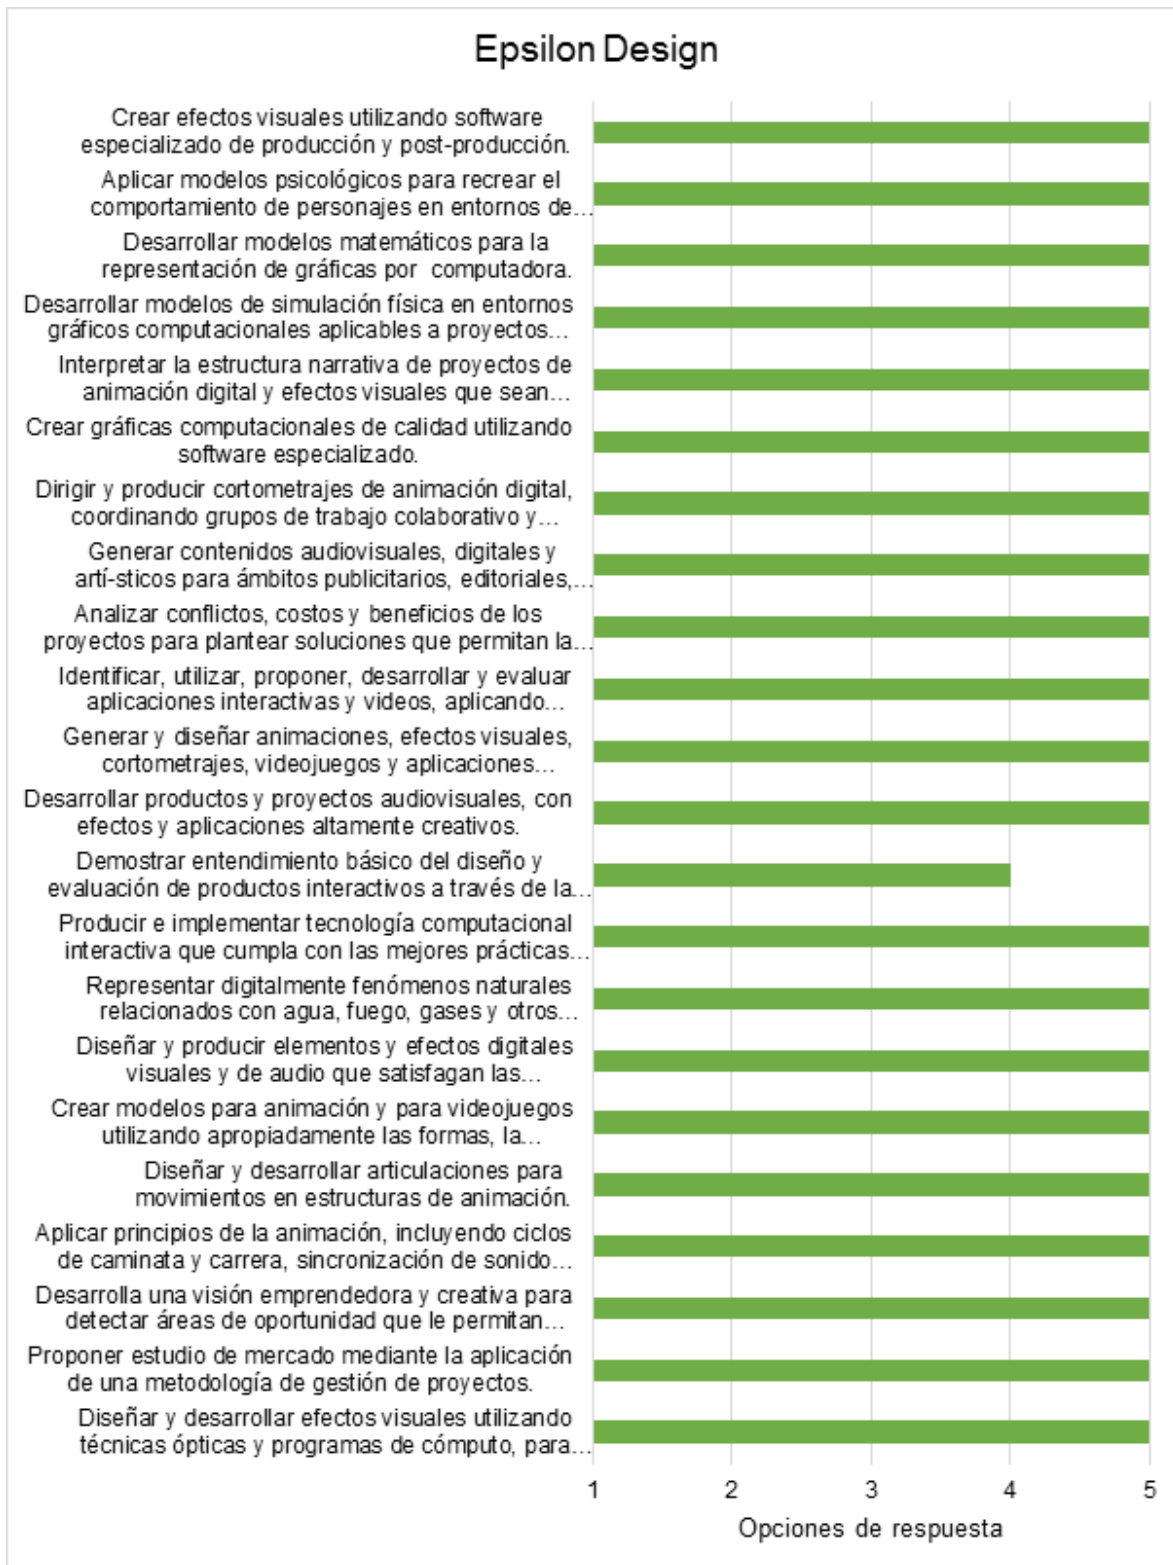 Epsilon Design
Crear efectos visuales utilizando software
especializado de producción y post-producción.
Aplicar modelos psicológicos para recrear el
comportamiento de personajes en entornos de…
Desarrollar modelos matemáticos para la
representación de gráficas por computadora.
Desarrollar modelos de simulación física en entornos
gráficos computacionales aplicables a proyectos…
Interpretar la estructura narrativa de proyectos de
animación digital y efectos visuales que sean…
Crear gráficas computacionales de calidad utilizando
software especializado.
Dirigir y producir cortometrajes de animación digital,
coordinando grupos de trabajo colaborativo y…
Generar contenidos audiovisuales, digitales y
artí-sticos para ámbitos publicitarios, editoriales,…
Analizar conflictos, costos y beneficios de los
proyectos para plantear soluciones que permitan la…
Identificar, utilizar, proponer, desarrollar y evaluar
aplicaciones interactivas y videos, aplicando…
Generar y diseñar animaciones, efectos visuales,
cortometrajes, videojuegos y aplicaciones…
Desarrollar productos y proyectos audiovisuales, con
efectos y aplicaciones altamente creativos.
Demostrar entendimiento básico del diseño y
evaluación de productos interactivos a través de la…
Producir e implementar tecnología computacional
interactiva que cumpla con las mejores prácticas…
Representar digitalmente fenómenos naturales
relacionados con agua, fuego, gases y otros…
Diseñar y producir elementos y efectos digitales
visuales y de audio que satisfagan las…
Crear modelos para animación y para videojuegos
utilizando apropiadamente las formas, la…
Diseñar y desarrollar articulaciones para
movimientos en estructuras de animación.
Aplicar principios de la animación, incluyendo ciclos
de caminata y carrera, sincronización de sonido…
Desarrolla una visión emprendedora y creativa para
detectar áreas de oportunidad que le permitan…
Proponer estudio de mercado mediante la aplicación
de una metodología de gestión de proyectos.
Diseñar y desarrollar efectos visuales utilizando
técnicas ópticas y programas de cómputo, para…
1 2 3 4 5
Opciones de respuesta